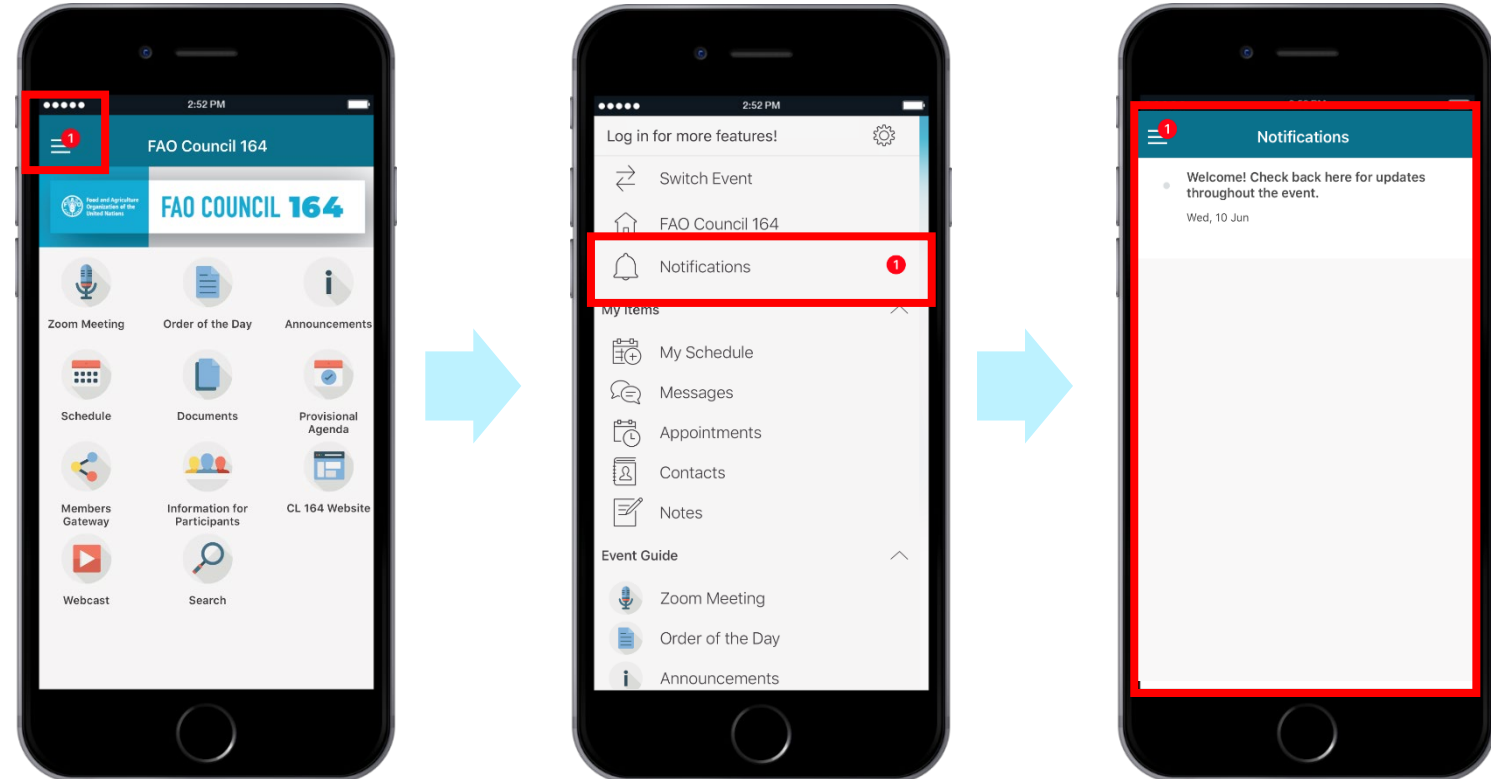 2:52 PM
1
FAO Council 164
Food and Agriculture
Organization of the
United Nations
FAO COUNCIL 164
Zoom Meeting
Order of the Day
Announcements
Schedule
Documents
Provisional
Agenda
Members
Gateway
Information for
Participants
CL 164 Website
Webcast
Search
2:52 PM
Log in for more features!
Switch Event
FAO Council 164
Notifications 1
My Items
My Schedule
Messages
Appointments
Contacts
Notes
Event Guide
Zoom Meeting
Order of the Day
Announcements
1
Notifications
Welcome! Check back here for updates
throughout the event.
Wed, 10 Jun